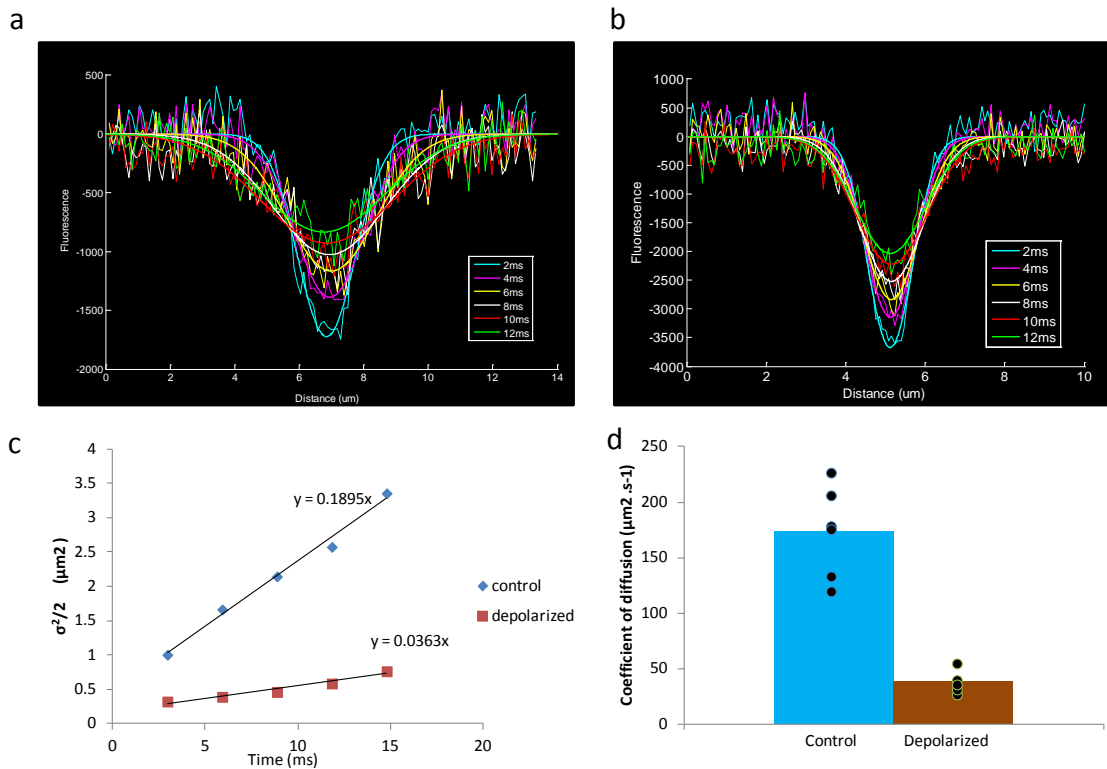 a
500
0
-500
-1000
-1500
-2000
Fluorescence
0 2 4 6 8 10 12 14
Distance (um)
2ms
4ms
6ms
8ms
10ms
12ms
b
1000
500
0
-500
-1000
-1500
-2000
-2500
-3000
-3500
-4000
Fluorescence
0 2 4 6 8 10
Distance (um)
2ms
4ms
6ms
8ms
10ms
12ms
c
4
3.5
3
2.5
2
1.5
1
0.5
0
σ²/2 (µm2)
y = 0.1895x
y = 0.0363x
control
depolarized
0 5 10 15 20
Time (ms)
d
250
200
150
100
50
0
Coefficient of diffusion (µm2.s-1)
Control Depolarized